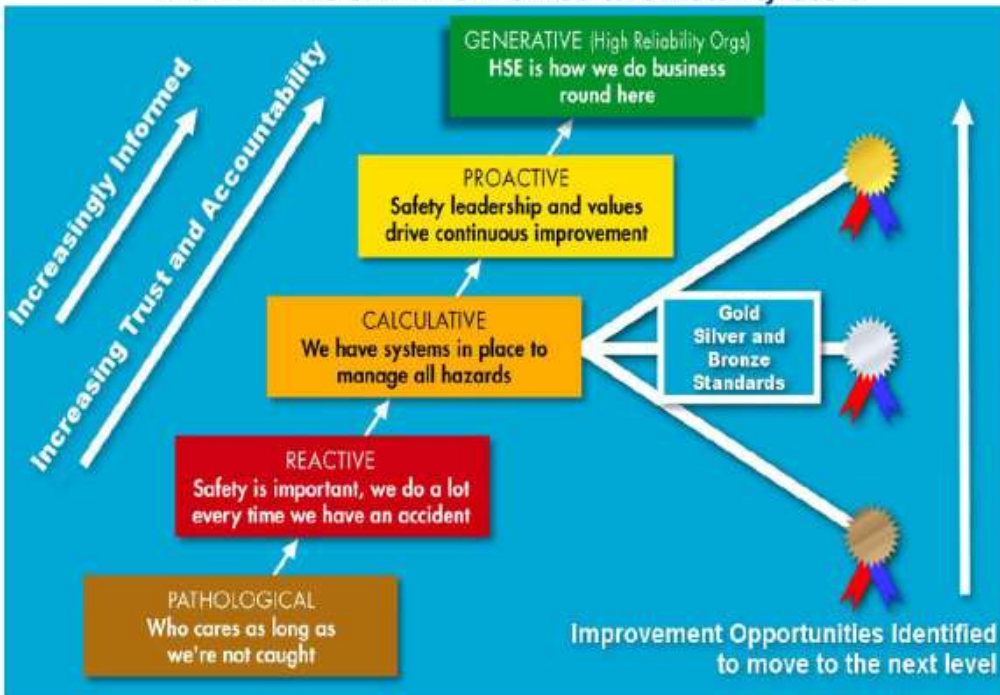 GENERATIVE (High Reliability Orgs)
HSE is how we do business
round here
PROACTIVE
Safety leadership and values
drive continuous improvement
CALCULATIVE
We have systems in place to
manage all hazards
REACTIVE
Safety is important, we do a lot
every time we have an accident
PATHOLOGICAL
Who cares as long as
we're not caught
Increasingly Informed
Increasing Trust and Accountability
Gold
Silver and
Bronze
Standards
Improvement Opportunities Identified
to move to the next level